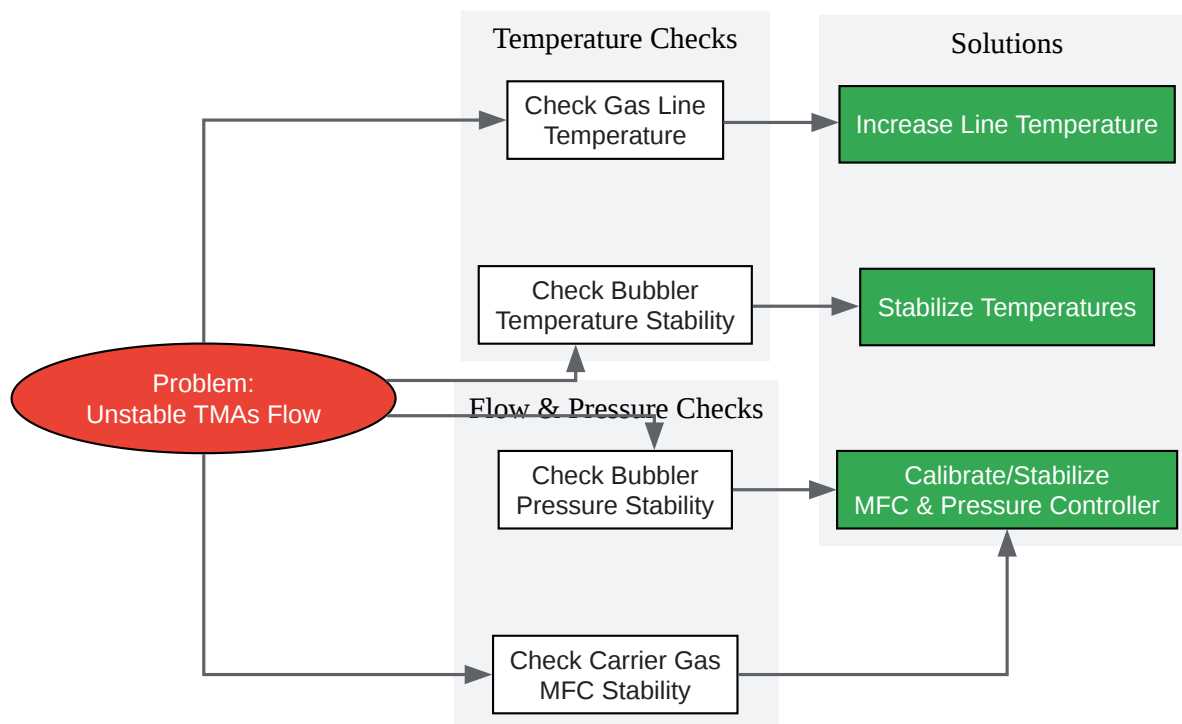 Temperature Checks
Solutions
Check Gas Line
Temperature
Increase Line Temperature
Check Bubbler
Temperature Stability
Stabilize Temperatures
Problem:
Unstable TMAs Flow
Flow & Pressure Checks
Check Bubbler
Pressure Stability
Calibrate/Stabilize
MFC & Pressure Controller
Check Carrier Gas
MFC Stability